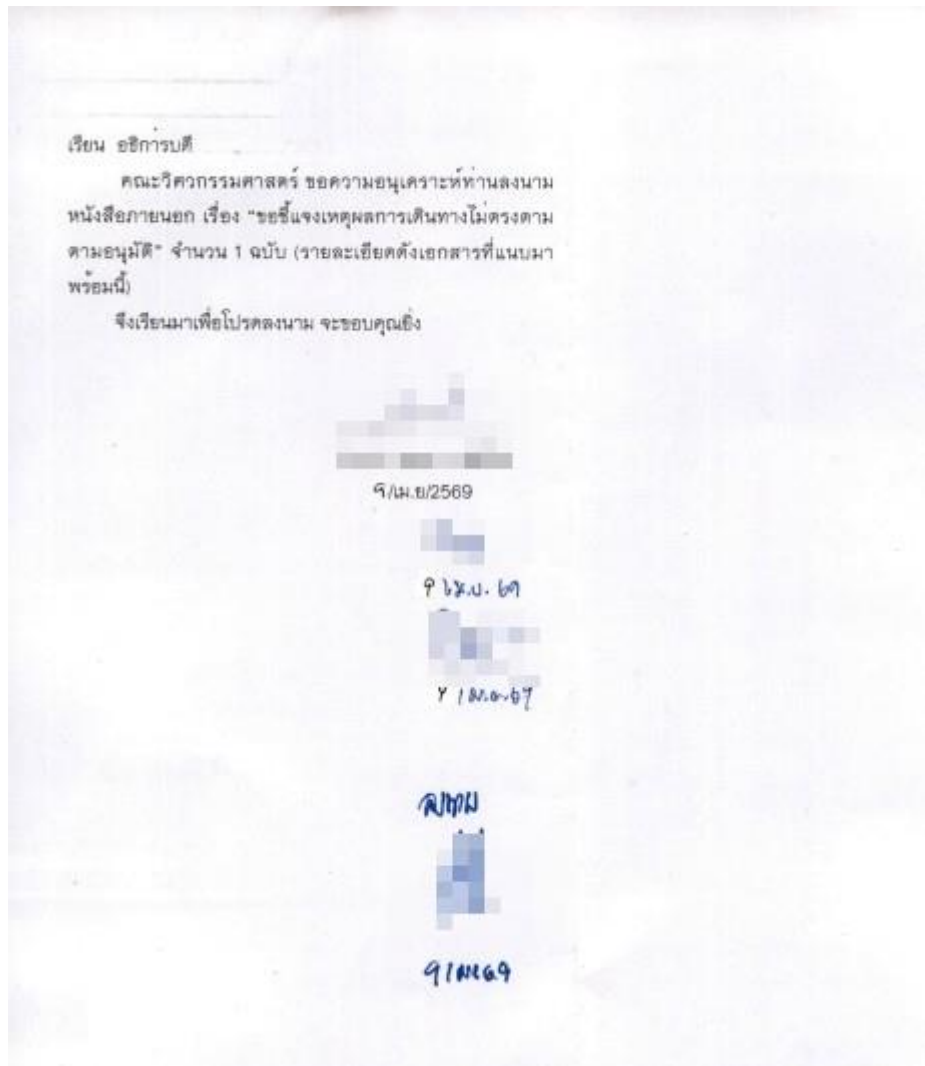 เรียน อธิการบดี
คณะวิศวกรรมศาสตร์ ขอความอนุเคราะห์ท่านลงนาม
หนังสือภายนอก เรื่อง "ขอชี้แจงเหตุผลการเดินทางไม่ตรงตาม
ตามอนุมัติ" จำนวน 1 ฉบับ (รายละเอียดดังเอกสารที่แนบมา
พร้อมนี้)
จึงเรียนมาเพื่อโปรดลงนาม จะขอบคุณยิ่ง
9/เม.ย/2569
9 เม.ย. 69
เม.ย. 69
ลงนาม
69